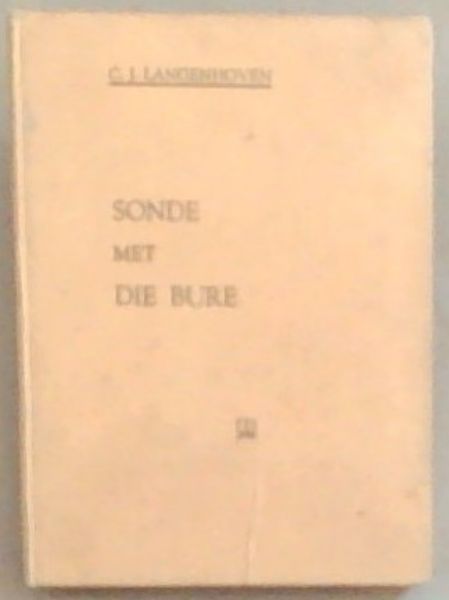 C. J. LANGENHOVEN
SONDE
MET
DIE BURE